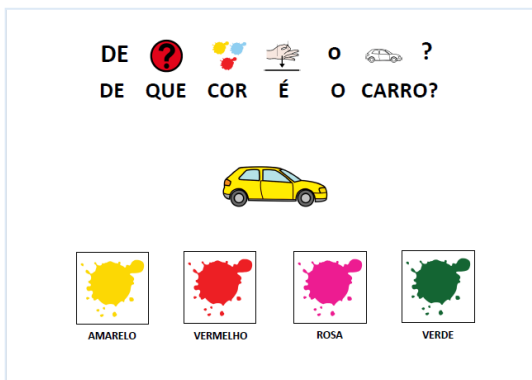 DE ? o ?
DE QUE COR É O CARRO?
AMARELO VERMELHO ROSA VERDE